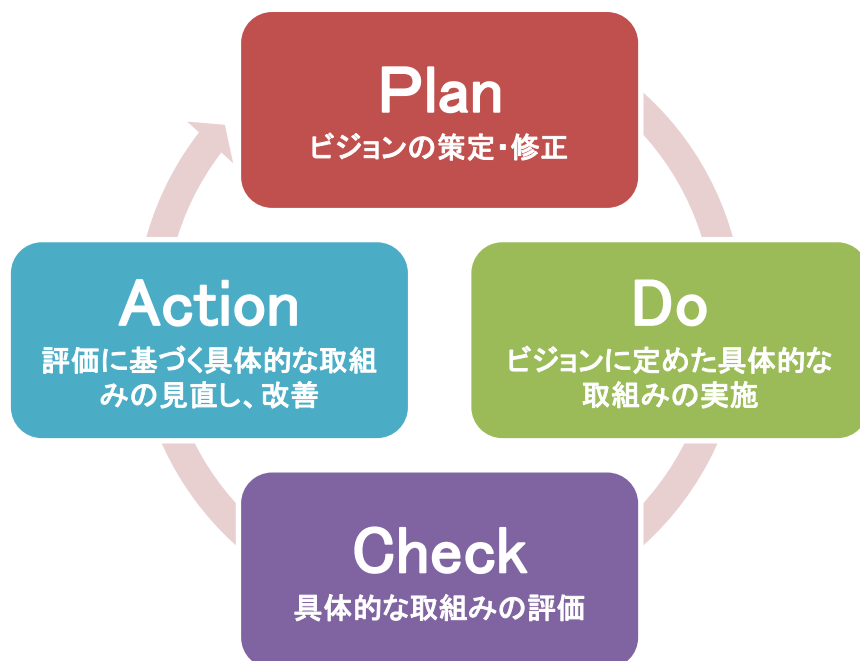 Plan
ビジョンの策定・修正
Do
ビジョンに定めた具体的な
取組みの実施
Check
具体的な取組みの評価
Action
評価に基づく具体的な取組
みの見直し、改善